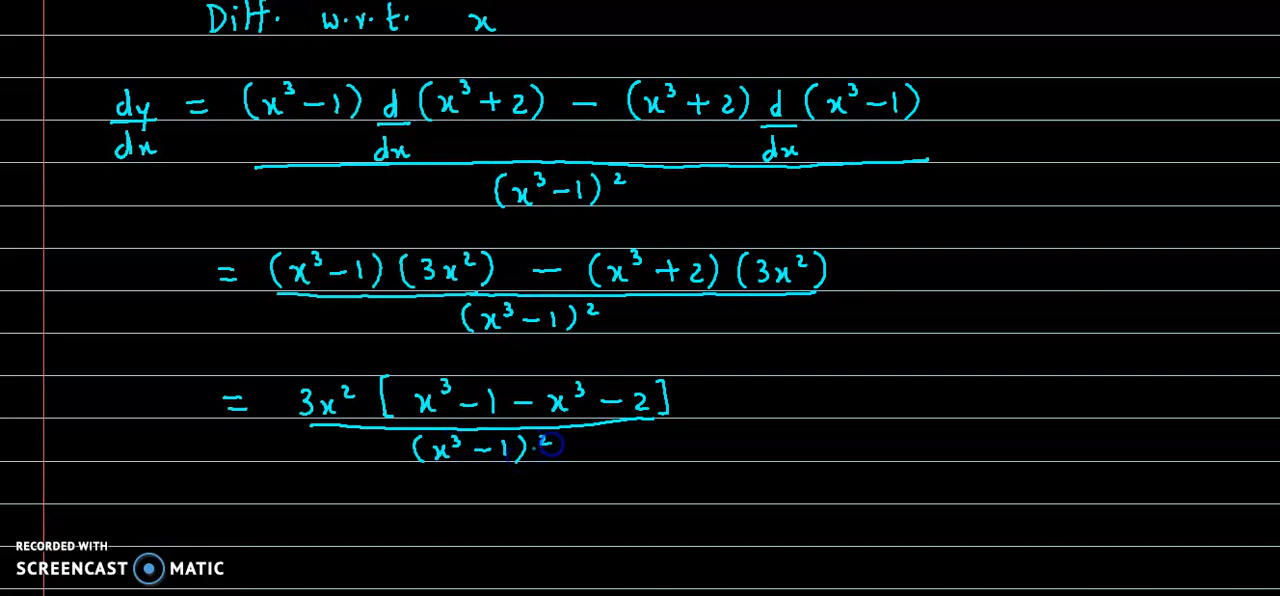 Diff. w.r.t. x
dy/dx = (x³ − 1) d/dx (x³ + 2) − (x³ + 2) d/dx (x³ − 1)
(x³ − 1)²
= (x³ − 1) (3x²) − (x³ + 2) (3x²)
(x³ − 1)²
= 3x² [ x³ − 1 − x³ − 2 ]
(x³ − 1)²
RECORDED WITH
SCREENCAST MATIC